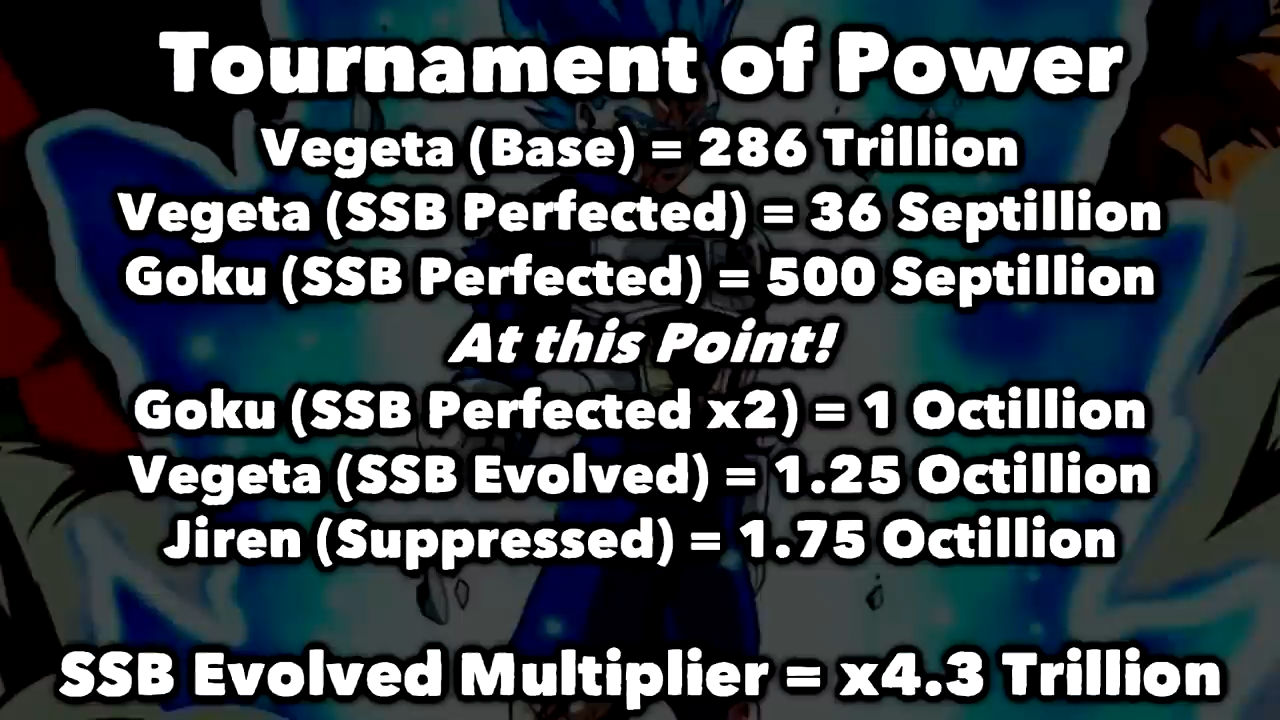 Tournament of Power
Vegeta (Base) = 286 Trillion
Vegeta (SSB Perfected) = 36 Septillion
Goku (SSB Perfected) = 500 Septillion
At this Point!
Goku (SSB Perfected x2) = 1 Octillion
Vegeta (SSB Evolved) = 1.25 Octillion
Jiren (Suppressed) = 1.75 Octillion
SSB Evolved Multiplier = x4.3 Trillion